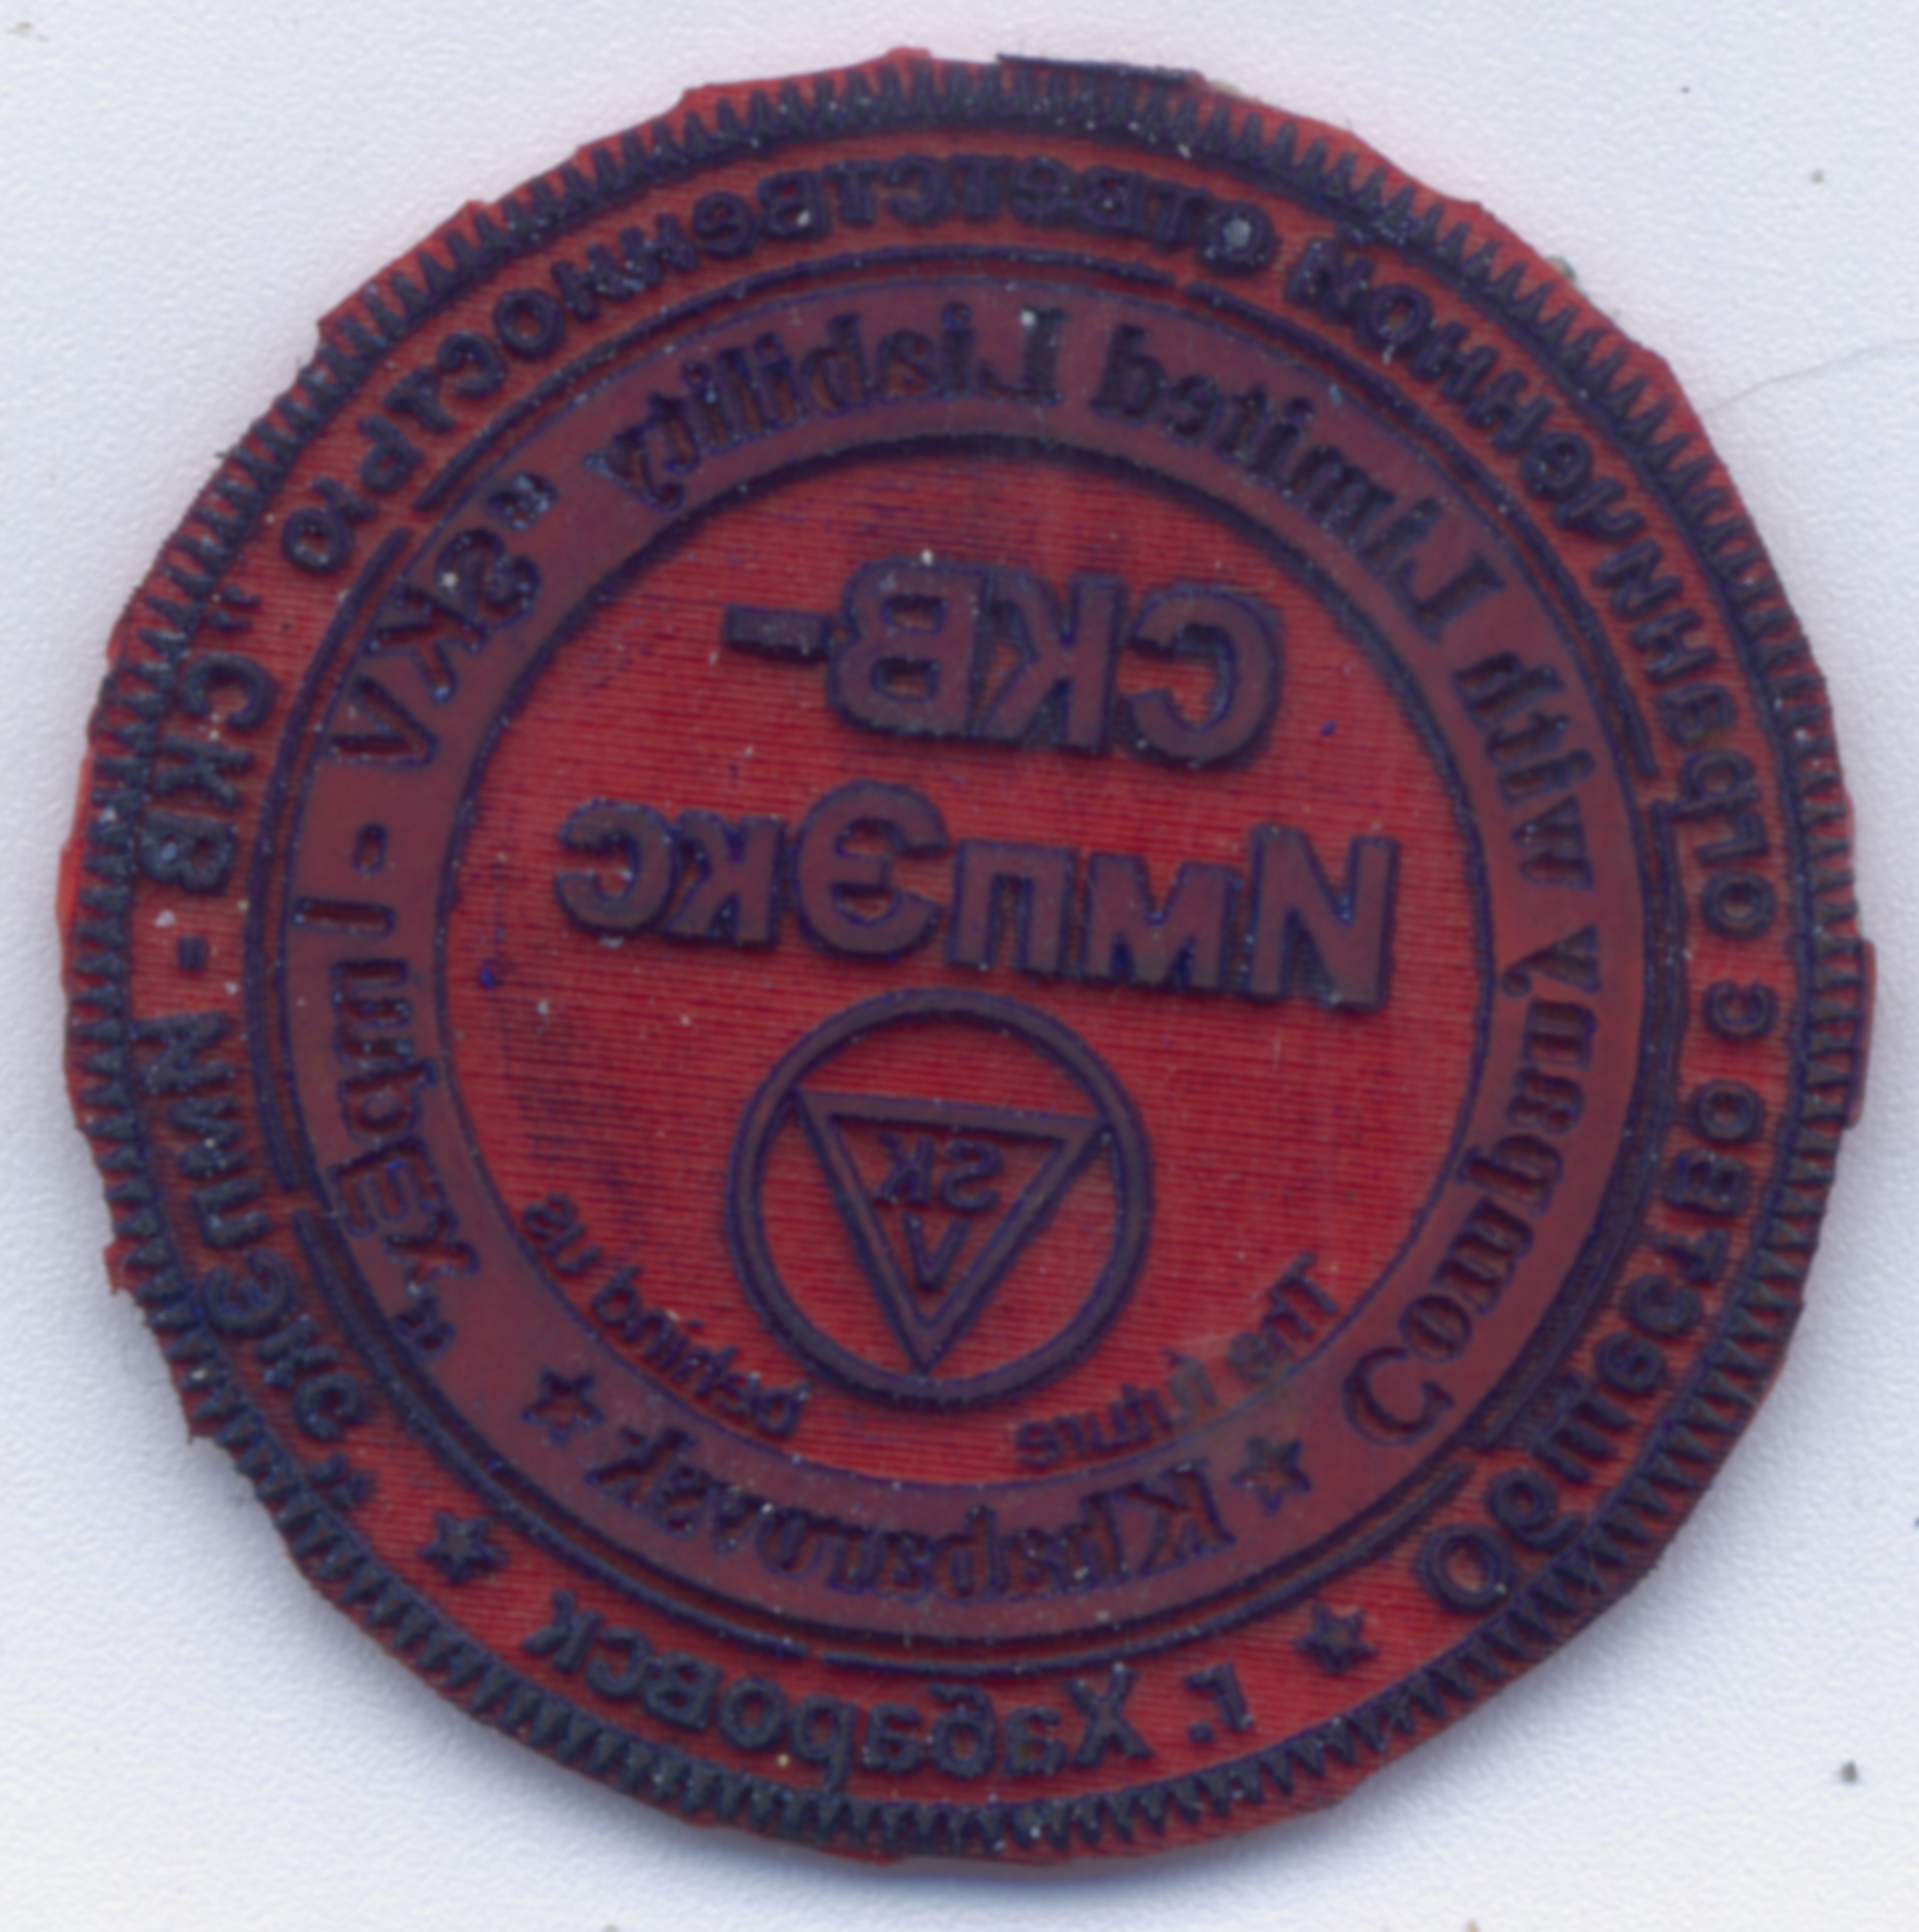 Общество с ограниченной ответственностью "СКВ - ИмпЭкс"
г. Хабаровск
Company with Limited Liability "SKV - ImpEx"
Khabarovsk
СКВ-
ИмпЭкс
SK
V
The future
behind us